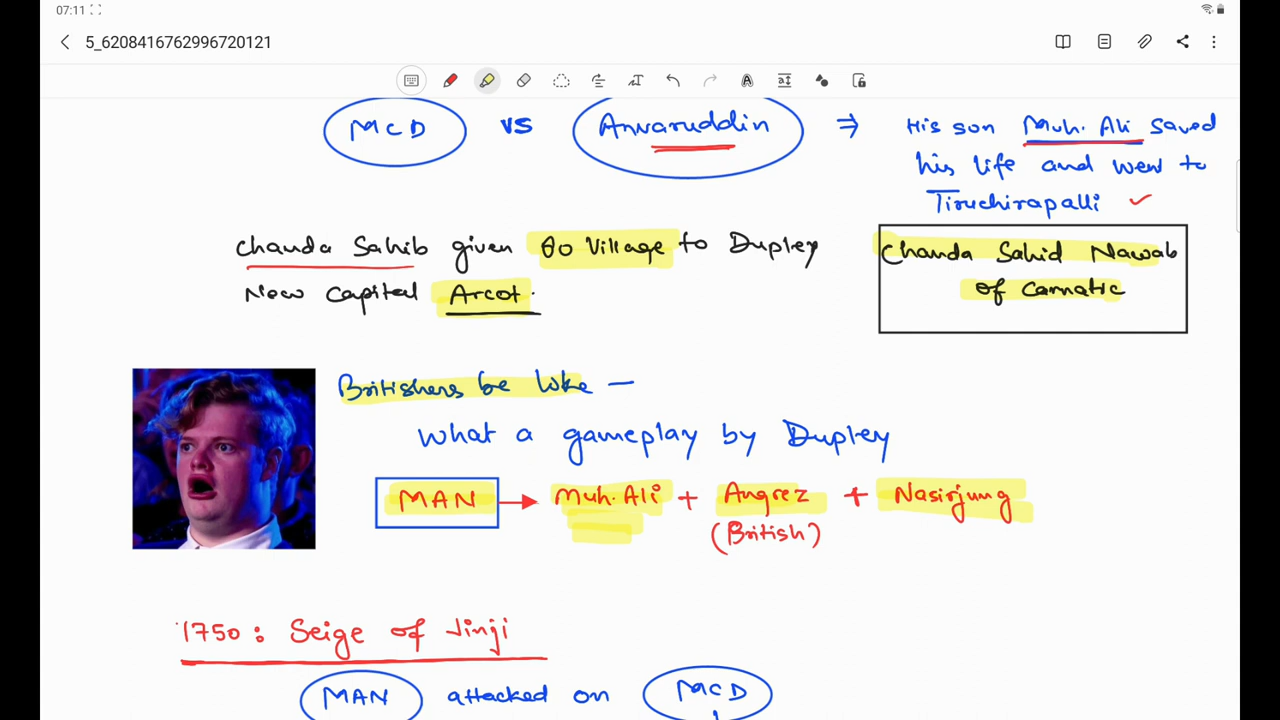 07:11
5_6208416762996720121
MCD vs Anvaruddin ⇒ His son Muh. Ali saved
his life and went to
Tiruchirapalli ✓
Chanda Sahib given 80 Village to Dupley
New Capital Arcot.
Chanda Sahid Nawab
of Carnatic
Britishers be like —
What a gameplay by Dupley
MAN → Muh. Ali + Angrez + Nasirjung
(British)
1750: Seige of Jinji
MAN attacked on MCD